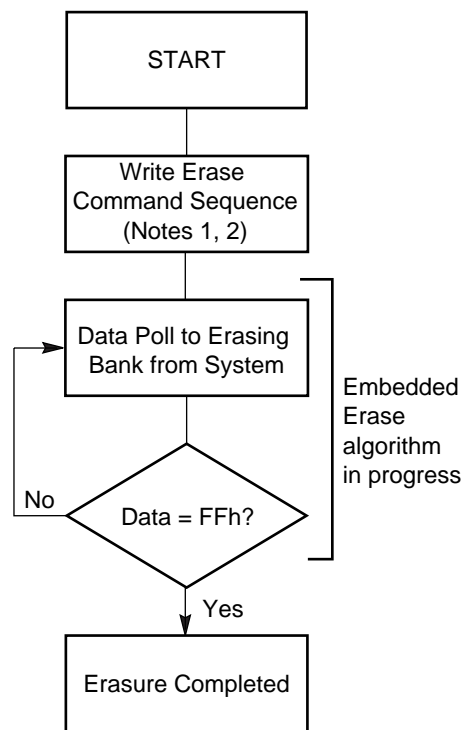 START
Write Erase
Command Sequence
(Notes 1, 2)
Data Poll to Erasing
Bank from System
Embedded
Erase
algorithm
in progress
No
Data = FFh?
Yes
Erasure Completed